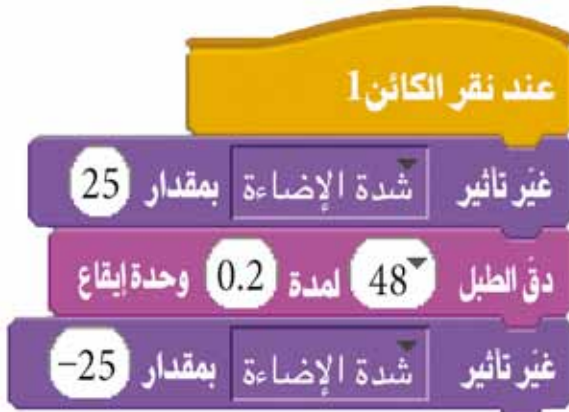 عند نقر الكائن1
غيّر تأثير شدة الإضاءة بمقدار 25
دقّ الطبل 48 لمدة 0.2 وحدة إيقاع
غيّر تأثير شدة الإضاءة بمقدار -25